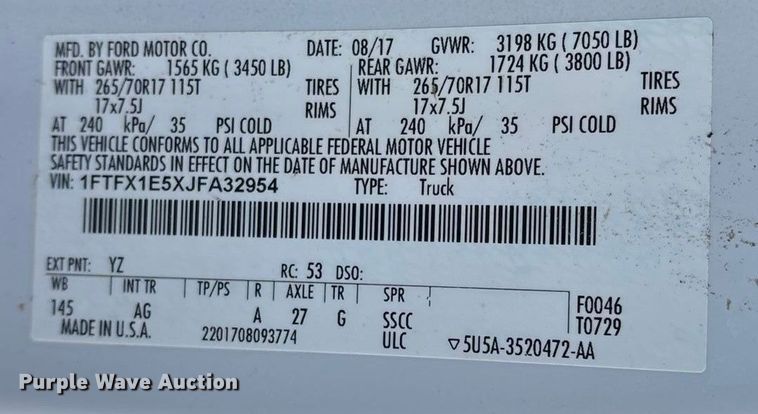 MFD. BY FORD MOTOR CO. DATE: 08/17 GVWR: 3198 KG ( 7050 LB)
FRONT GAWR: 1565 KG ( 3450 LB) REAR GAWR: 1724 KG ( 3800 LB)
WITH 265/70R17 115T TIRES WITH 265/70R17 115T TIRES
17x7.5J RIMS 17x7.5J RIMS
AT 240 kPa/ 35 PSI COLD AT 240 kPa/ 35 PSI COLD
THIS VEHICLE CONFORMS TO ALL APPLICABLE FEDERAL MOTOR VEHICLE
SAFETY STANDARDS IN EFFECT ON THE DATE OF MANUFACTURE SHOWN ABOVE.
VIN: 1FTFX1E5XJFA32954 TYPE: Truck
EXT PNT: YZ RC: 53 DSO:
WB INT TR TP/PS R AXLE TR SPR F0046
145 AG A 27 G SSCC T0729
MADE IN U.S.A. 2201708093774 ULC ▽5U5A-3520472-AA
Purple Wave Auction